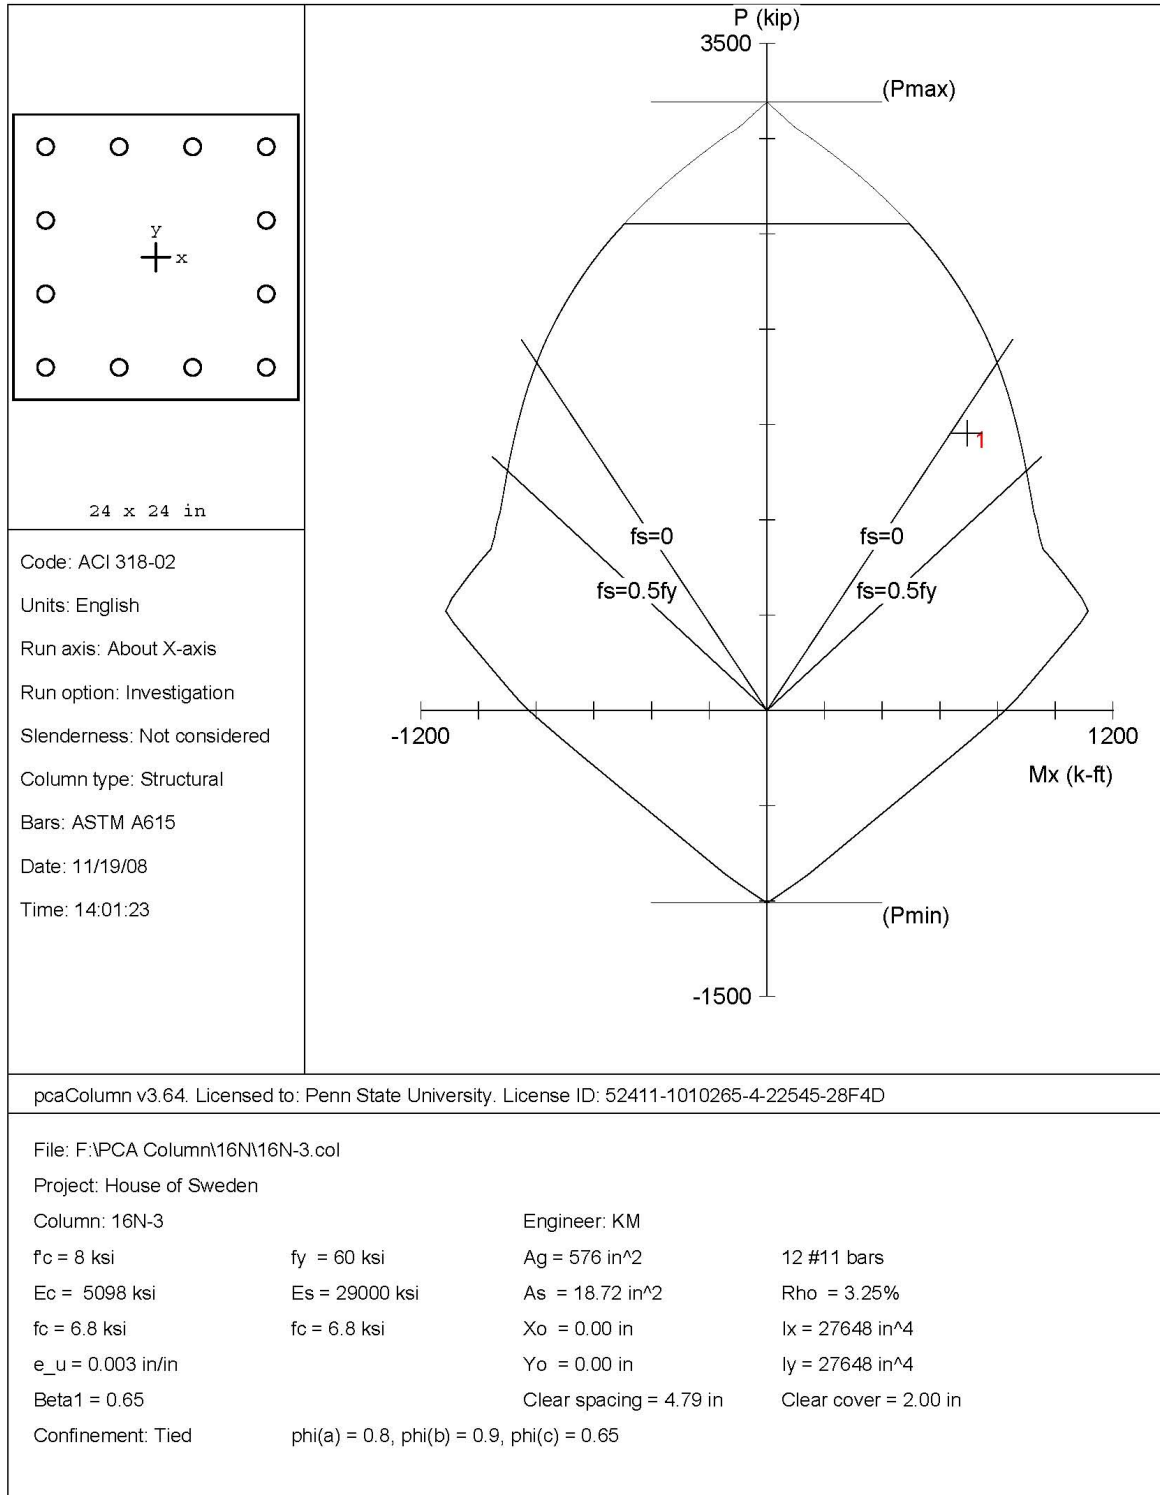 y
x
24 x 24 in
Code: ACI 318-02
Units: English
Run axis: About X-axis
Run option: Investigation
Slenderness: Not considered
Column type: Structural
Bars: ASTM A615
Date: 11/19/08
Time: 14:01:23
P (kip)
3500
(Pmax)
1
fs=0
fs=0
fs=0.5fy
fs=0.5fy
-1200
1200
Mx (k-ft)
(Pmin)
-1500
pcaColumn v3.64. Licensed to: Penn State University. License ID: 52411-1010265-4-22545-28F4D
File: F:\PCA Column\16N\16N-3.col
Project: House of Sweden
Column: 16N-3 Engineer: KM
f'c = 8 ksi fy = 60 ksi Ag = 576 in^2 12 #11 bars
Ec = 5098 ksi Es = 29000 ksi As = 18.72 in^2 Rho = 3.25%
fc = 6.8 ksi fc = 6.8 ksi Xo = 0.00 in Ix = 27648 in^4
e_u = 0.003 in/in Yo = 0.00 in Iy = 27648 in^4
Beta1 = 0.65 Clear spacing = 4.79 in Clear cover = 2.00 in
Confinement: Tied phi(a) = 0.8, phi(b) = 0.9, phi(c) = 0.65